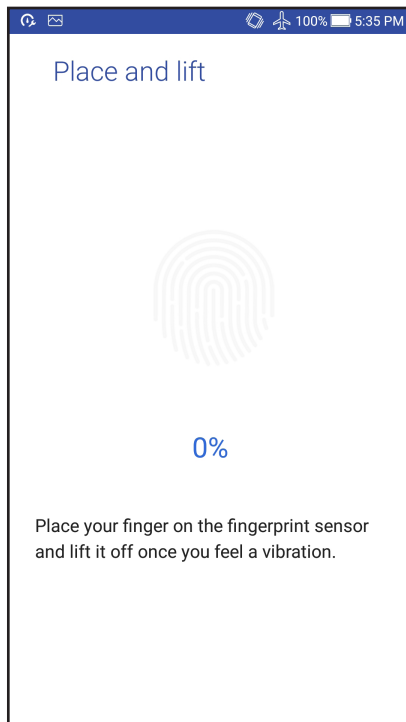 100% 5:35 PM
Place and lift
0%
Place your finger on the fingerprint sensor
and lift it off once you feel a vibration.